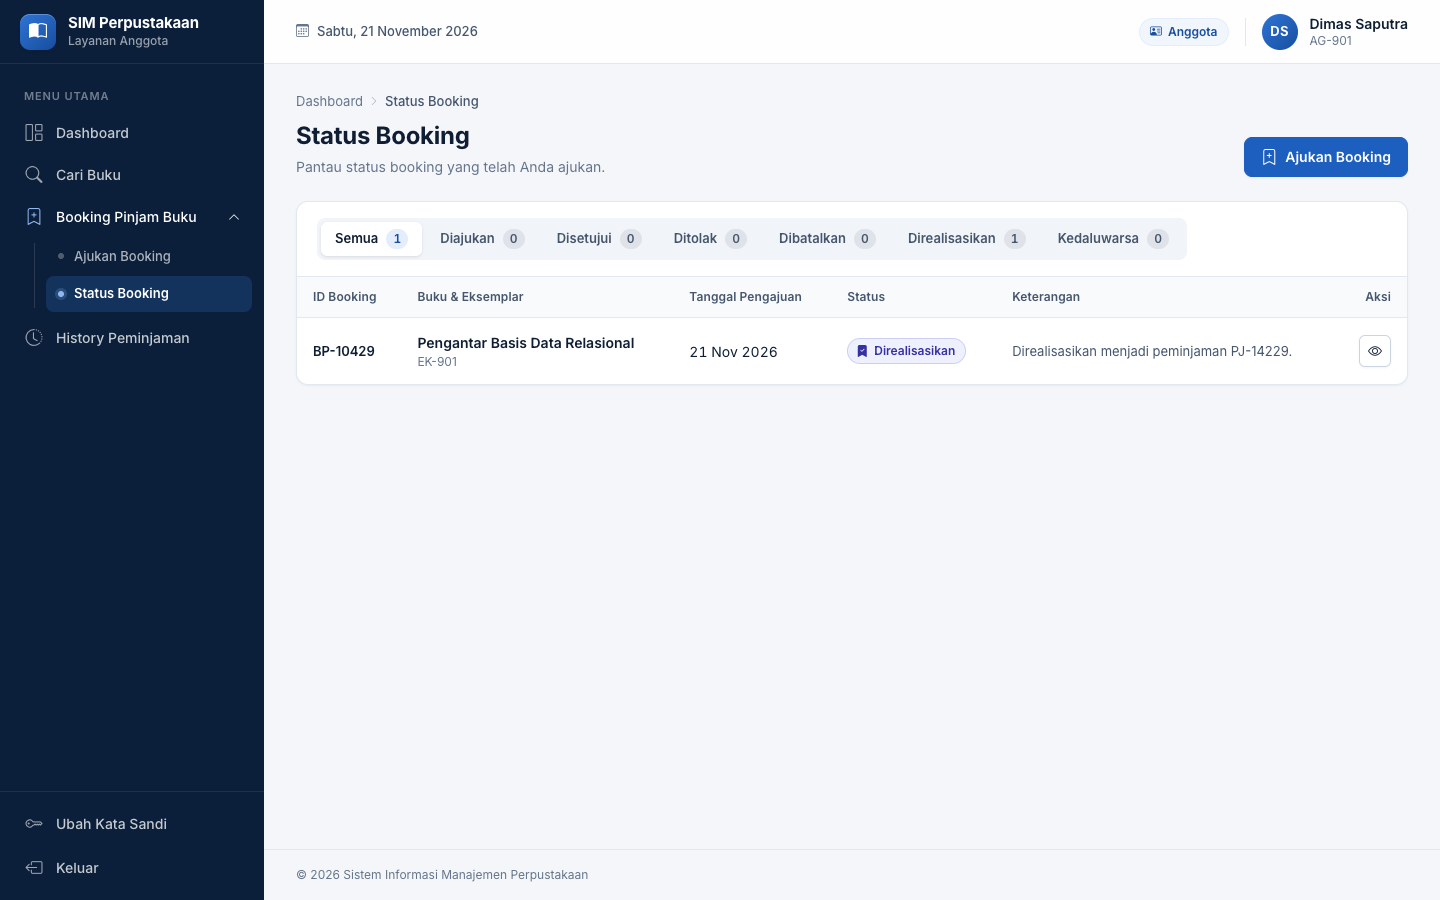 SIM Perpustakaan
Layanan Anggota
MENU UTAMA
Dashboard
Cari Buku
Booking Pinjam Buku
Ajukan Booking
Status Booking
History Peminjaman
Ubah Kata Sandi
Keluar
Sabtu, 21 November 2026
Anggota
DS
Dimas Saputra
AG-901
Dashboard Status Booking
Status Booking
Pantau status booking yang telah Anda ajukan.
Ajukan Booking
Semua 1 Diajukan 0 Disetujui 0 Ditolak 0 Dibatalkan 0 Direalisasikan 1 Kedaluwarsa 0
ID Booking Buku & Eksemplar Tanggal Pengajuan Status Keterangan Aksi
BP-10429 Pengantar Basis Data Relasional 21 Nov 2026 Direalisasikan Direalisasikan menjadi peminjaman PJ-14229.
EK-901
© 2026 Sistem Informasi Manajemen Perpustakaan